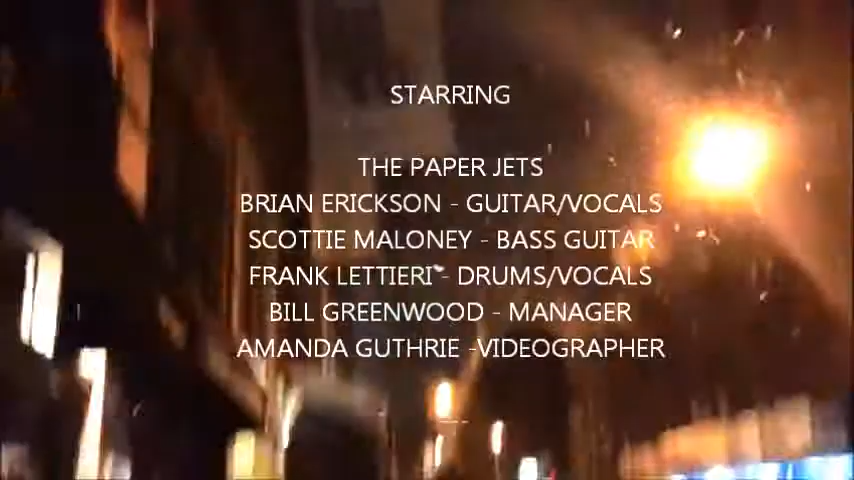 STARRING
THE PAPER JETS
BRIAN ERICKSON - GUITAR/VOCALS
SCOTTIE MALONEY - BASS GUITAR
FRANK LETTIERI - DRUMS/VOCALS
BILL GREENWOOD - MANAGER
AMANDA GUTHRIE -VIDEOGRAPHER